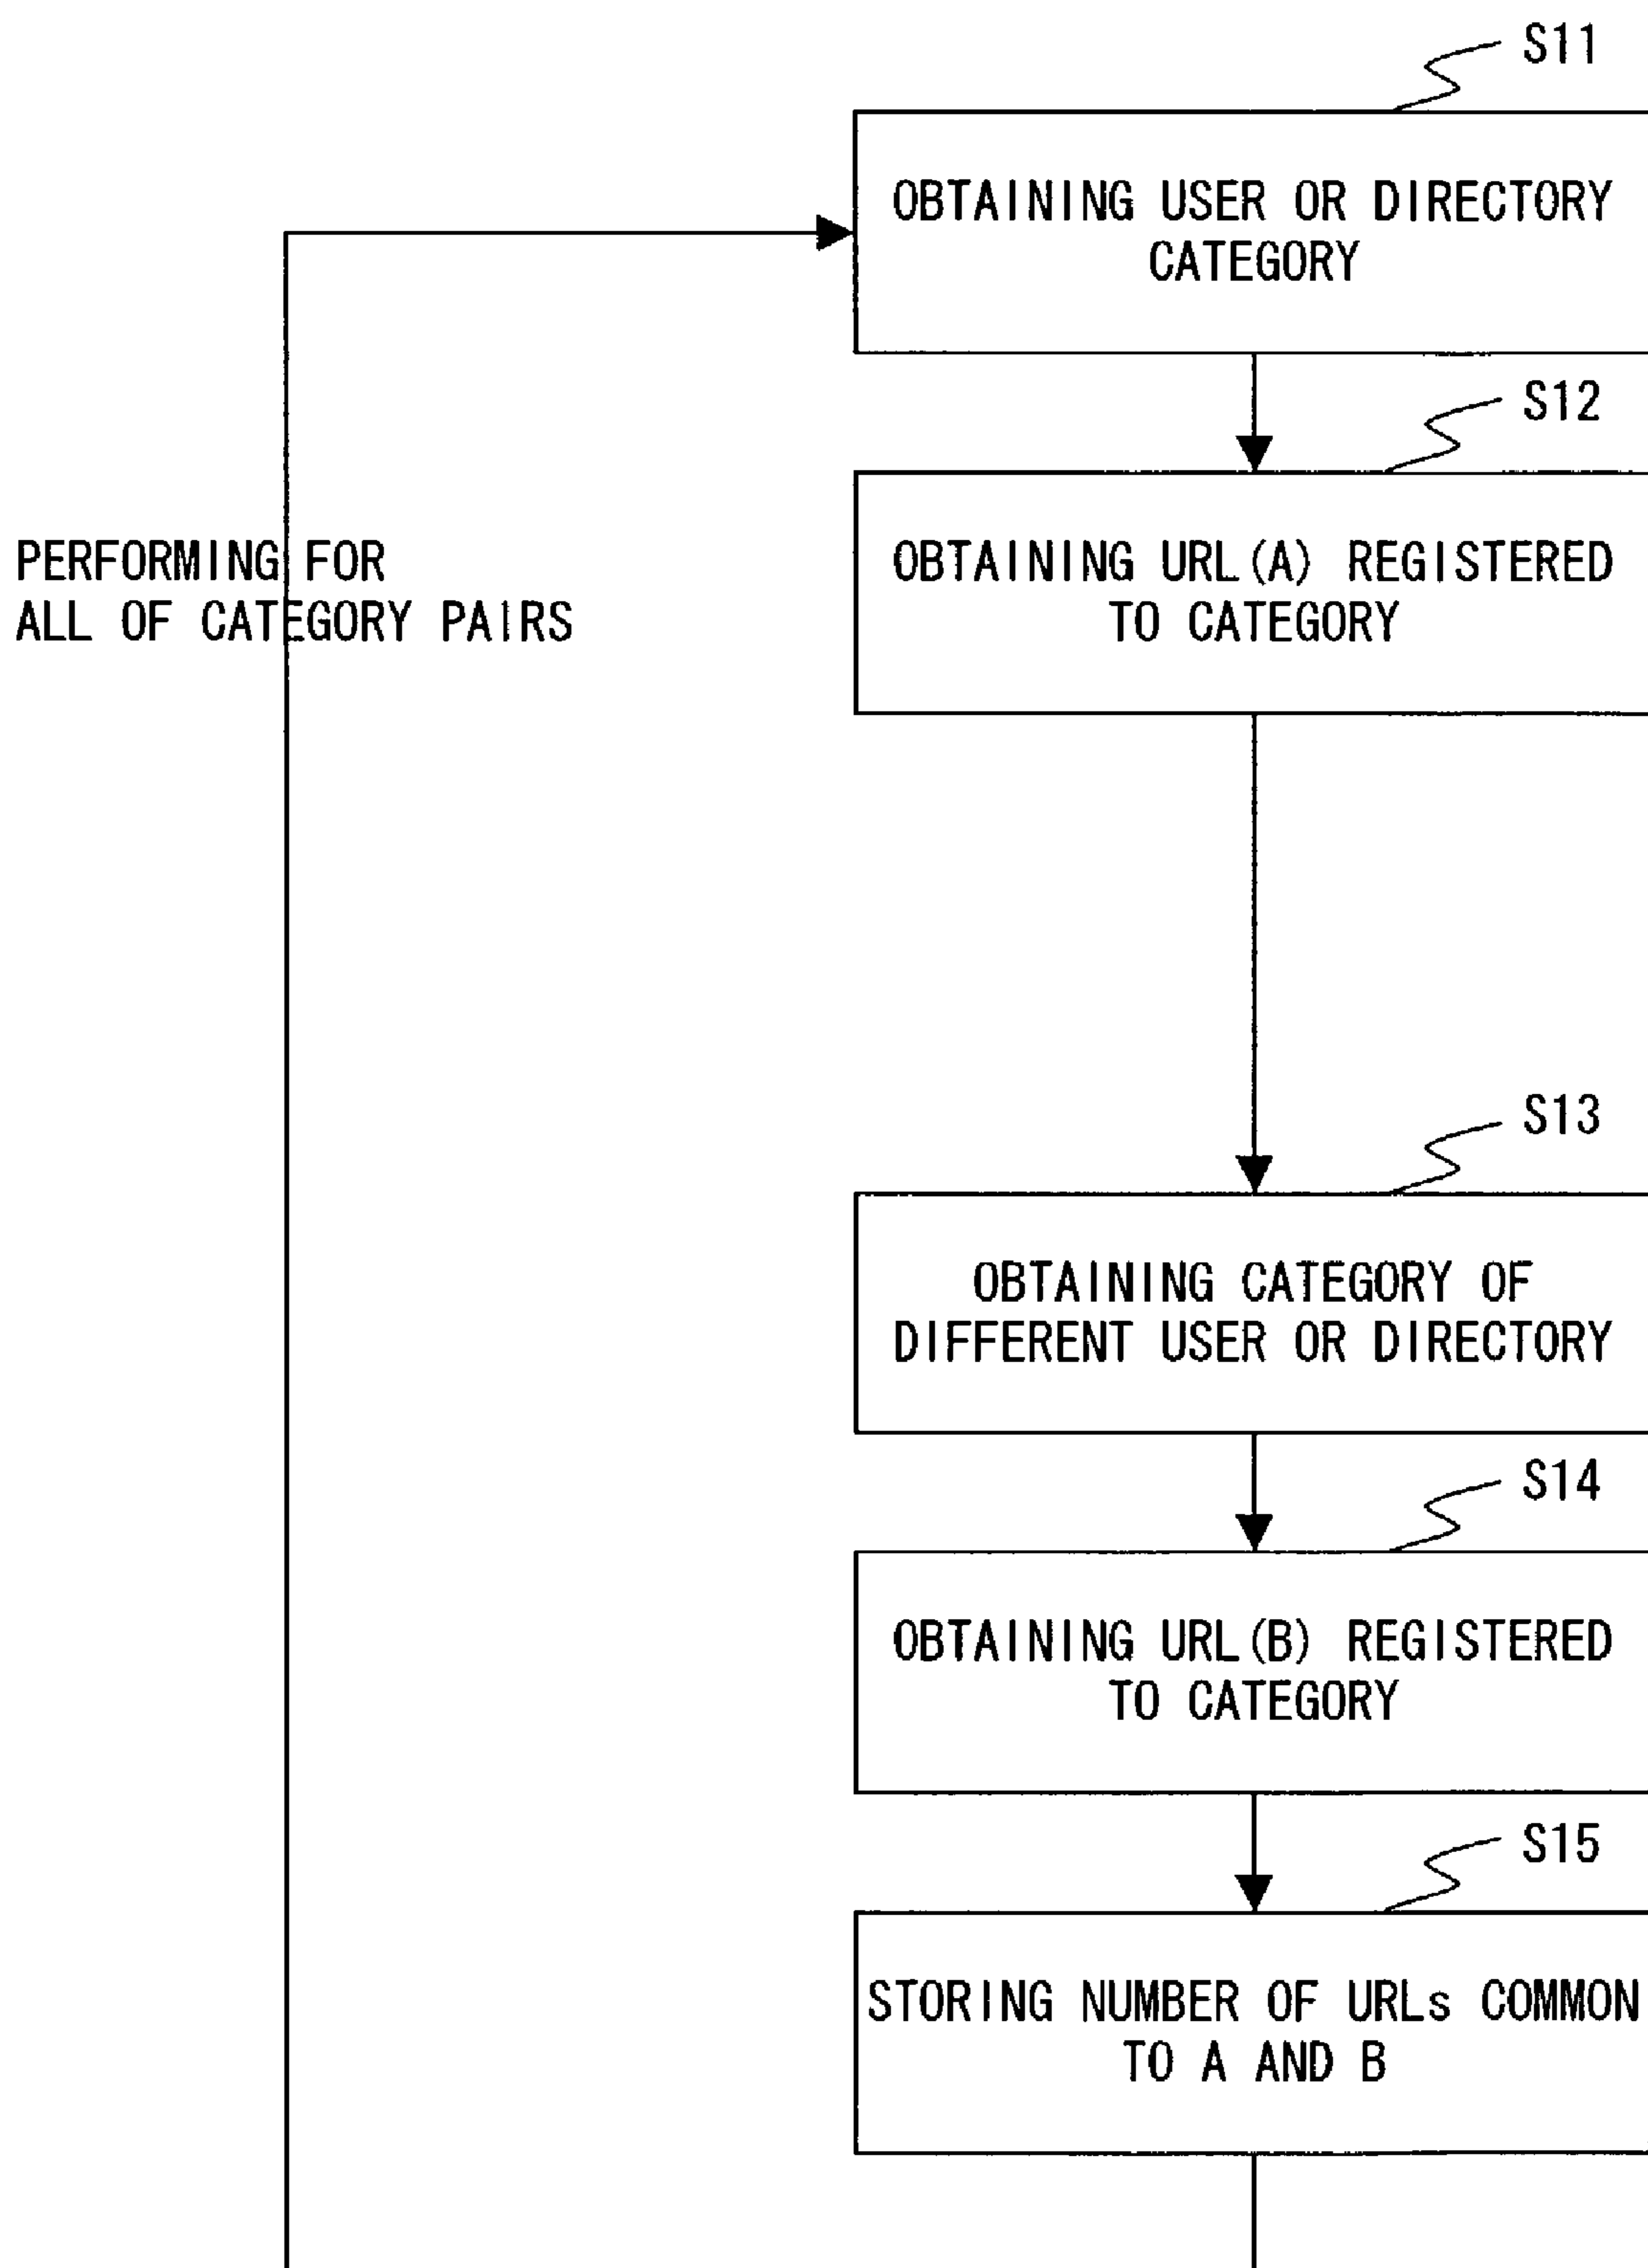 S11
OBTAINING USER OR DIRECTORY
CATEGORY
S12
PERFORMING FOR
ALL OF CATEGORY PAIRS
OBTAINING URL(A) REGISTERED
TO CATEGORY
S13
OBTAINING CATEGORY OF
DIFFERENT USER OR DIRECTORY
S14
OBTAINING URL(B) REGISTERED
TO CATEGORY
S15
STORING NUMBER OF URLs COMMON
TO A AND B